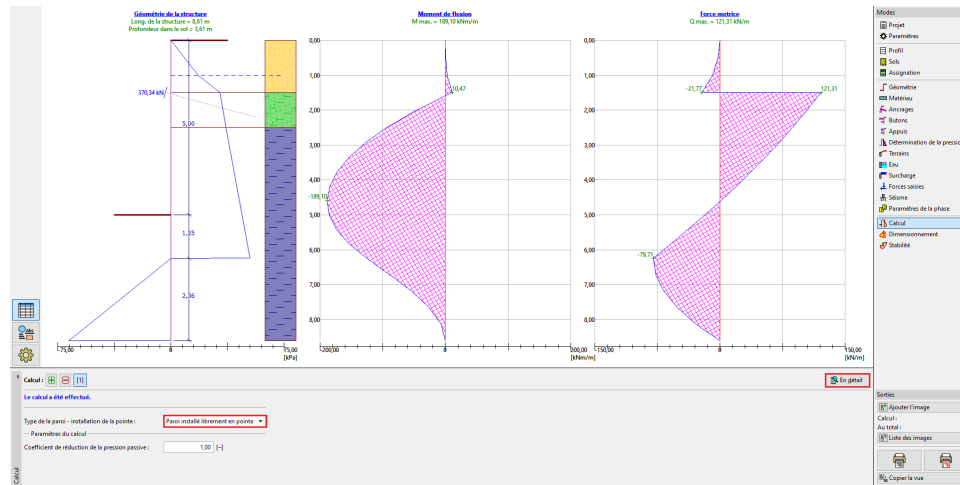 Géométrie de la structure
Long. de la structure = 8,61 m
Profondeur dans le sol = 3,61 m
370,34 kN/
5,00
1,25
2,36
-75,00
0
75,00
[kPa]
Moment de flexion
M max. = 189,10 kNm/m
0,00
1,00
2,00
3,00
4,00
5,00
6,00
7,00
8,00
10,47
-189,10
-200,00
0
200,00
[kNm/m]
Force motrice
Q max. = 121,31 kN/m
0,00
1,00
2,00
3,00
4,00
5,00
6,00
7,00
8,00
-21,77
121,31
-79,71
-150,00
0
150,00
[kN/m]
Modes
Projet
Paramètres
Profil
Sols
Assignation
Géométrie
Matériau
Ancrages
Butons
Appuis
Détermination de la pression
Terrains
Eau
Surcharge
Forces saisies
Séisme
Paramètres de la phase
Calcul
Dimensionnement
Stabilité
Abc
Calcul :
[1]
En détail
Le calcul a été effectué.
Type de la paroi - installation de la pointe :
Paroi installé librement en pointe
Paramètres du calcul
Coefficient de réduction de la pression passive :
1,00
[–]
Calcul
Sorties
Ajouter l'image
Calcul :
Au total :
Liste des images
Copier la vue